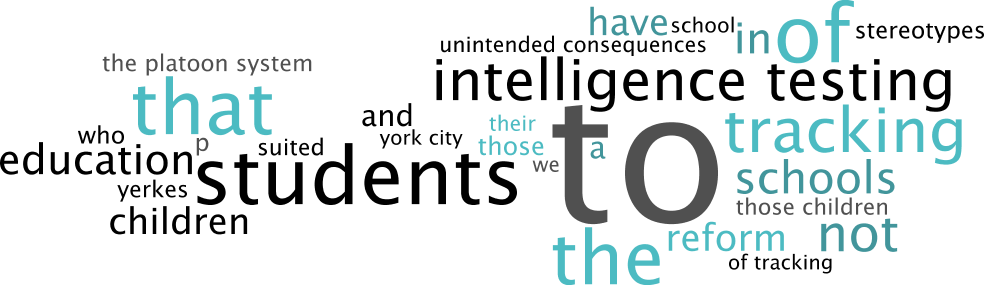 have school in of stereotypes
unintended consequences
the platoon system
intelligence testing
that
and
who
york city
their
to
tracking
education
p
suited
students
those
a
we
schools
yerkes
those children
children
the
reform
not
of tracking